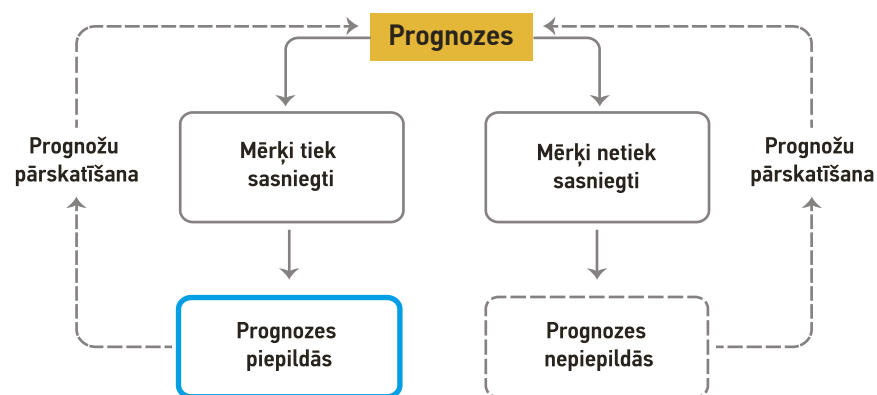 Prognozes
Prognožu
pārskatīšana
Mērķi tiek
sasniegti
Mērķi netiek
sasniegti
Prognožu
pārskatīšana
Prognozes
piepildās
Prognozes
nepiepildās